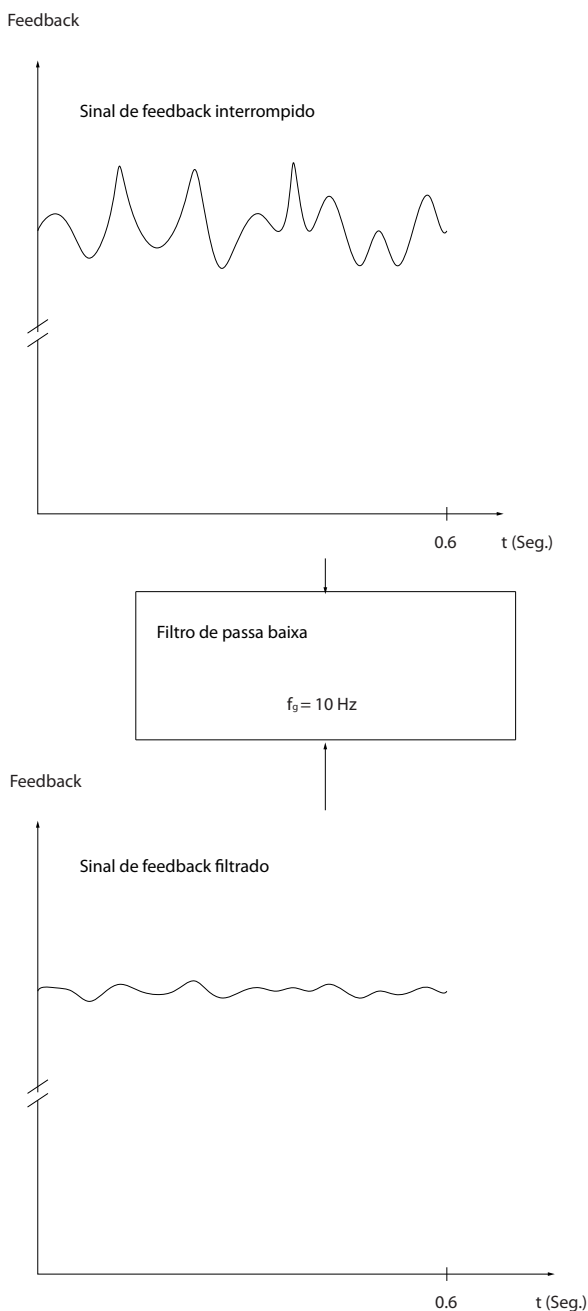 Feedback
Sinal de feedback interrompido
0.6 t (Seg.)
Filtro de passa baixa
fg = 10 Hz
Feedback
Sinal de feedback filtrado
0.6 t (Seg.)